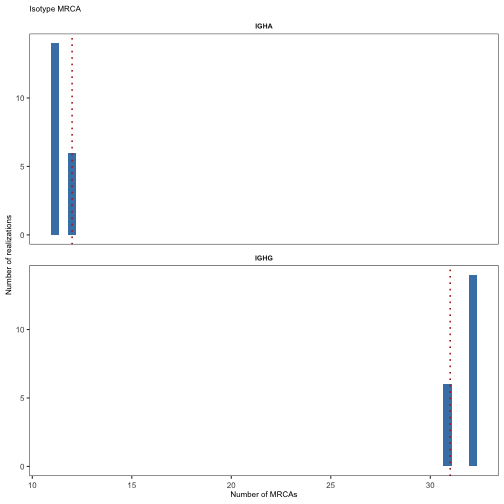 Isotype MRCA
IGHA
10
5
0
Number of realizations
IGHG
10
5
0
10 15 20 25 30
Number of MRCAs